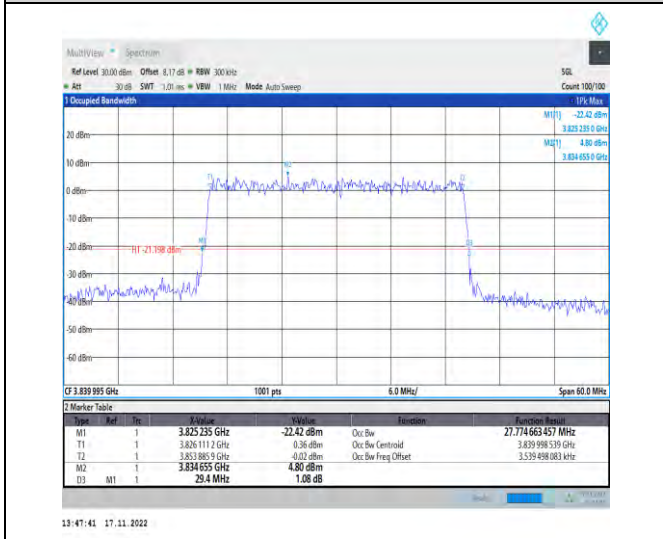 MultiView Spectrum
Ref Level 30.00 dBm Offset 8.17 dB RBW 300 kHz SGL
Att 30 dB SWT 1.01 ms VBW 1 MHz Mode Auto Sweep Count 100/100
1 Occupied Bandwidth 1Pk Max
M1[1] -22.42 dBm
3.825 235 0 GHz
20 dBm M2[1] 4.80 dBm
3.834 655 0 GHz
10 dBm
M2
T1
0 dBm
-10 dBm
M1
-20 dBm H1 -21.198 dBm
-30 dBm
-40 dBm
-50 dBm
-60 dBm
CF 3.839 995 GHz 1001 pts 6.0 MHz/ Span 60.0 MHz
2 Marker Table
Type Ref Trc X-Value Y-Value Function Function Result
M1 1 3.825 235 GHz -22.42 dBm Occ Bw 27.774 663 457 MHz
T1 1 3.826 111 2 GHz 0.36 dBm Occ Bw Centroid 3.839 998 539 GHz
T2 1 3.853 885 9 GHz -0.02 dBm Occ Bw Freq Offset 3.539 498 083 kHz
M2 1 3.834 655 GHz 4.80 dBm
D3 M1 1 29.4 MHz 1.08 dB
13:47:41 17.11.2022